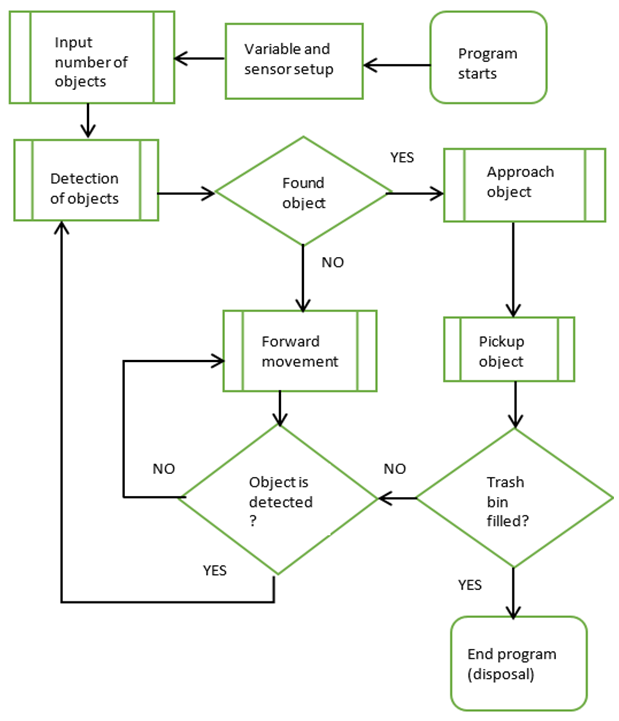 Input
number of
objects
Variable and
sensor setup
Program
starts
Detection
of objects
Found
object
YES
Approach
object
NO
Forward
movement
Pickup
object
NO
Object is
detected
?
NO
Trash
bin
filled?
YES
YES
End program
(disposal)